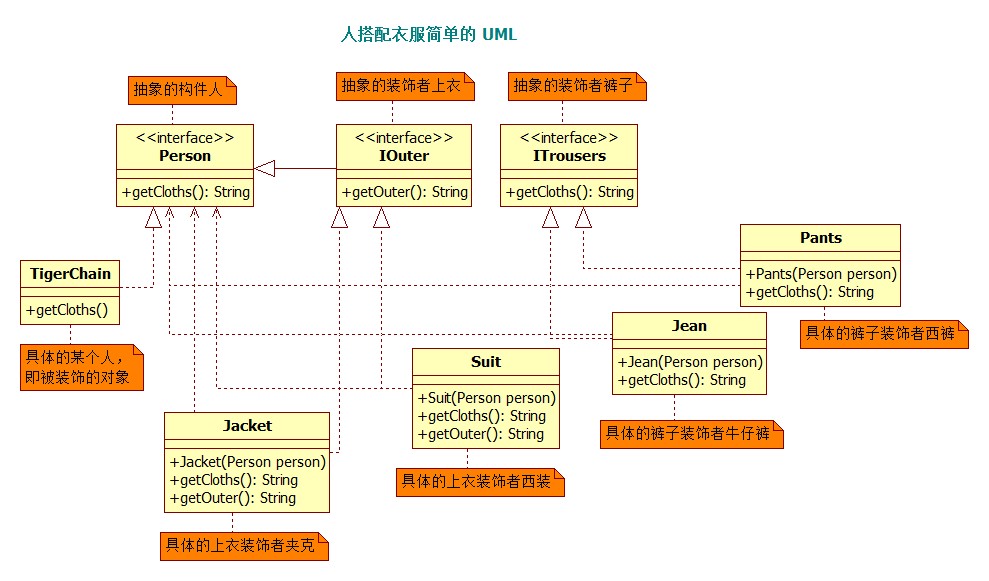 人搭配衣服简单的 UML
抽象的构件人
抽象的装饰者上衣
抽象的装饰者裤子
<<interface>>
Person
+getCloths(): String
<<interface>>
IOuter
+getOuter(): String
<<interface>>
ITrousers
+getCloths(): String
Pants
+Pants(Person person)
+getCloths(): String
具体的裤子装饰者西裤
TigerChain
+getCloths()
具体的某个人，
即被装饰的对象
Jean
+Jean(Person person)
+getCloths(): String
具体的裤子装饰者牛仔裤
Suit
+Suit(Person person)
+getCloths(): String
+getOuter(): String
具体的上衣装饰者西装
Jacket
+Jacket(Person person)
+getCloths(): String
+getOuter(): String
具体的上衣装饰者夹克